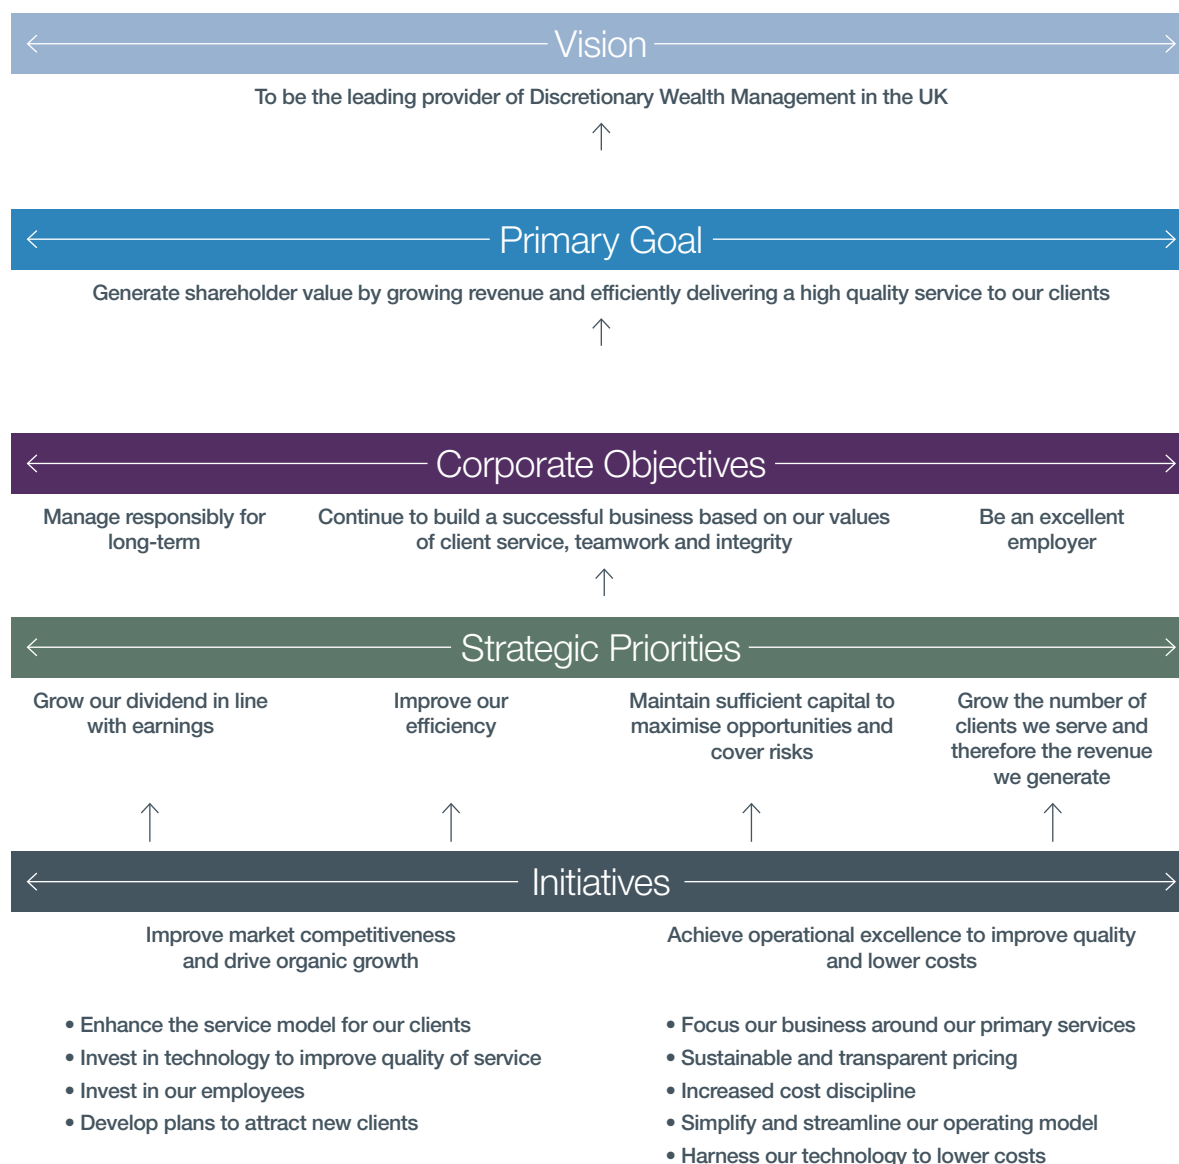 Vision
To be the leading provider of Discretionary Wealth Management in the UK
Primary Goal
Generate shareholder value by growing revenue and efficiently delivering a high quality service to our clients
Corporate Objectives
Manage responsibly for
long-term
Continue to build a successful business based on our values
of client service, teamwork and integrity
Be an excellent
employer
Strategic Priorities
Grow our dividend in line
with earnings
Improve our
efficiency
Maintain sufficient capital to
maximise opportunities and
cover risks
Grow the number of
clients we serve and
therefore the revenue
we generate
Initiatives
Improve market competitiveness
and drive organic growth
• Enhance the service model for our clients
• Invest in technology to improve quality of service
• Invest in our employees
• Develop plans to attract new clients
Achieve operational excellence to improve quality
and lower costs
• Focus our business around our primary services
• Sustainable and transparent pricing
• Increased cost discipline
• Simplify and streamline our operating model
• Harness our technology to lower costs